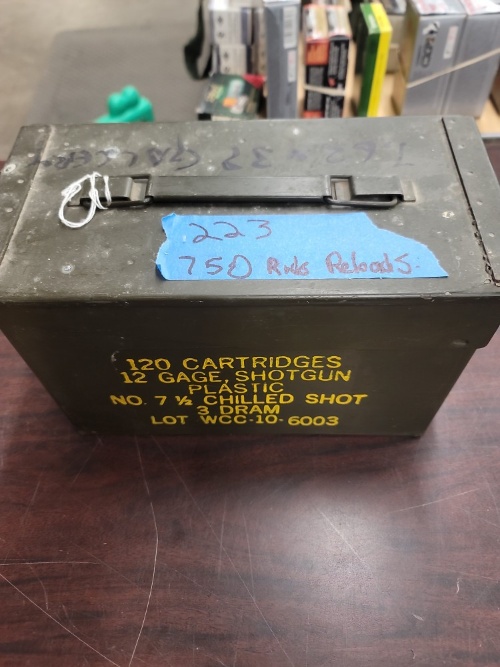 .223
750 Rnds Reloads.
120 CARTRIDGES
12 GAGE, SHOTGUN
PLASTIC
NO. 7 ½ CHILLED SHOT
3 DRAM
LOT WCC-10-6003